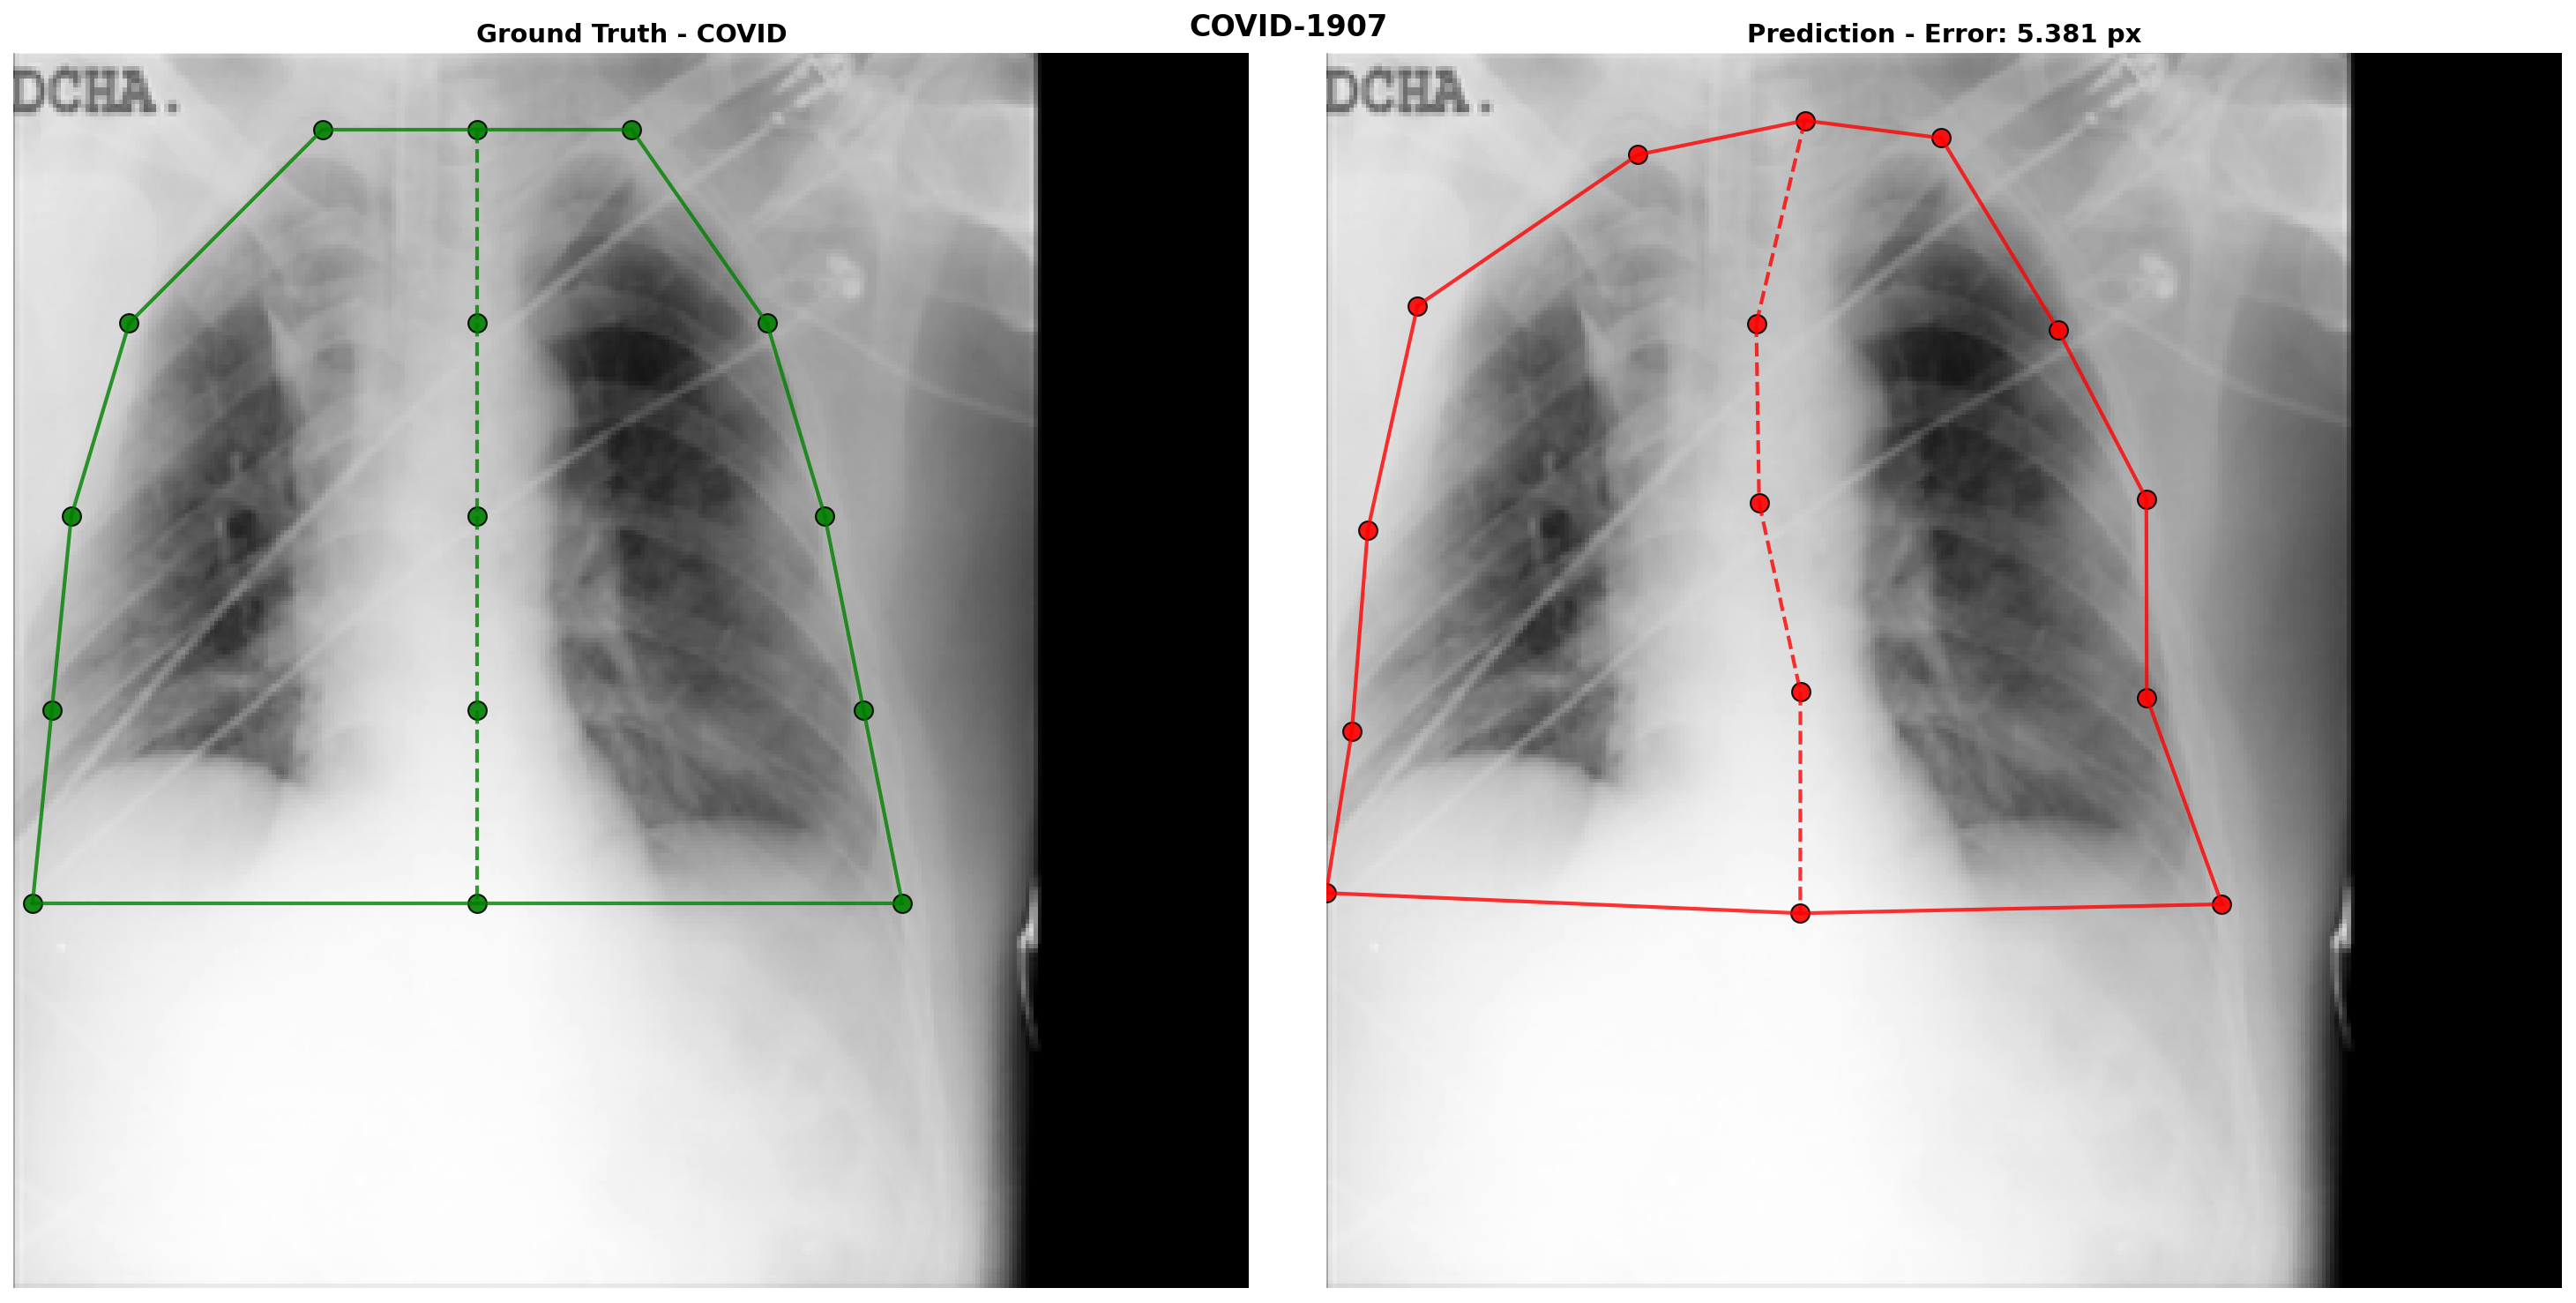 COVID-1907
Ground Truth - COVID
Prediction - Error: 5.381 px
DCHA.
DCHA.